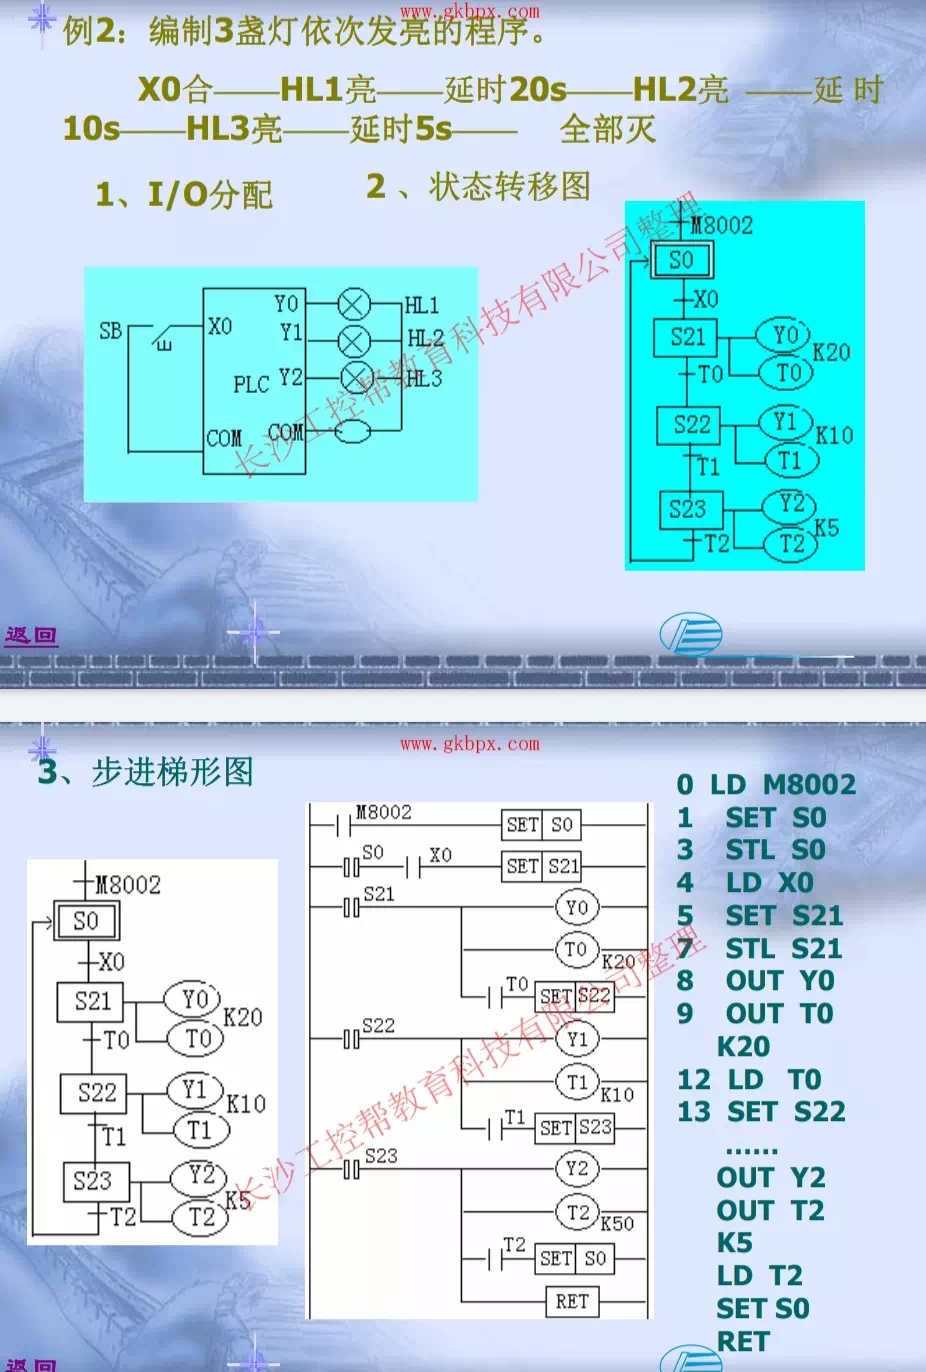 www.gkbpx.com
例2：编制3盏灯依次发亮的程序。
X0合——HL1亮——延时20s——HL2亮 ——延 时
10s——HL3亮——延时5s—— 全部灭
1、I/O分配
2 、状态转移图
SB
X0
PLC
COM
Y0
Y1
Y2
COM
HL1
HL2
HL3
M8002
S0
X0
S21
Y0
T0
K20
T0
S22
Y1
T1
K10
T1
S23
Y2
T2
K5
T2
长沙工控帮教育科技有限公司整理
返回
www.gkbpx.com
3、步进梯形图
M8002
S0
X0
S21
Y0
T0
K20
T0
S22
Y1
T1
K10
T1
S23
Y2
T2
K5
T2
M8002
SET S0
S0
X0
SET S21
S21
Y0
T0
K20
T0
SET S22
S22
Y1
T1
K10
T1
SET S23
S23
Y2
T2
K50
T2
SET S0
RET
0 LD M8002
1 SET S0
3 STL S0
4 LD X0
5 SET S21
7 STL S21
8 OUT Y0
9 OUT T0
K20
12 LD T0
13 SET S22
......
OUT Y2
OUT T2
K5
LD T2
SET S0
RET
长沙工控帮教育科技有限公司整理
返回